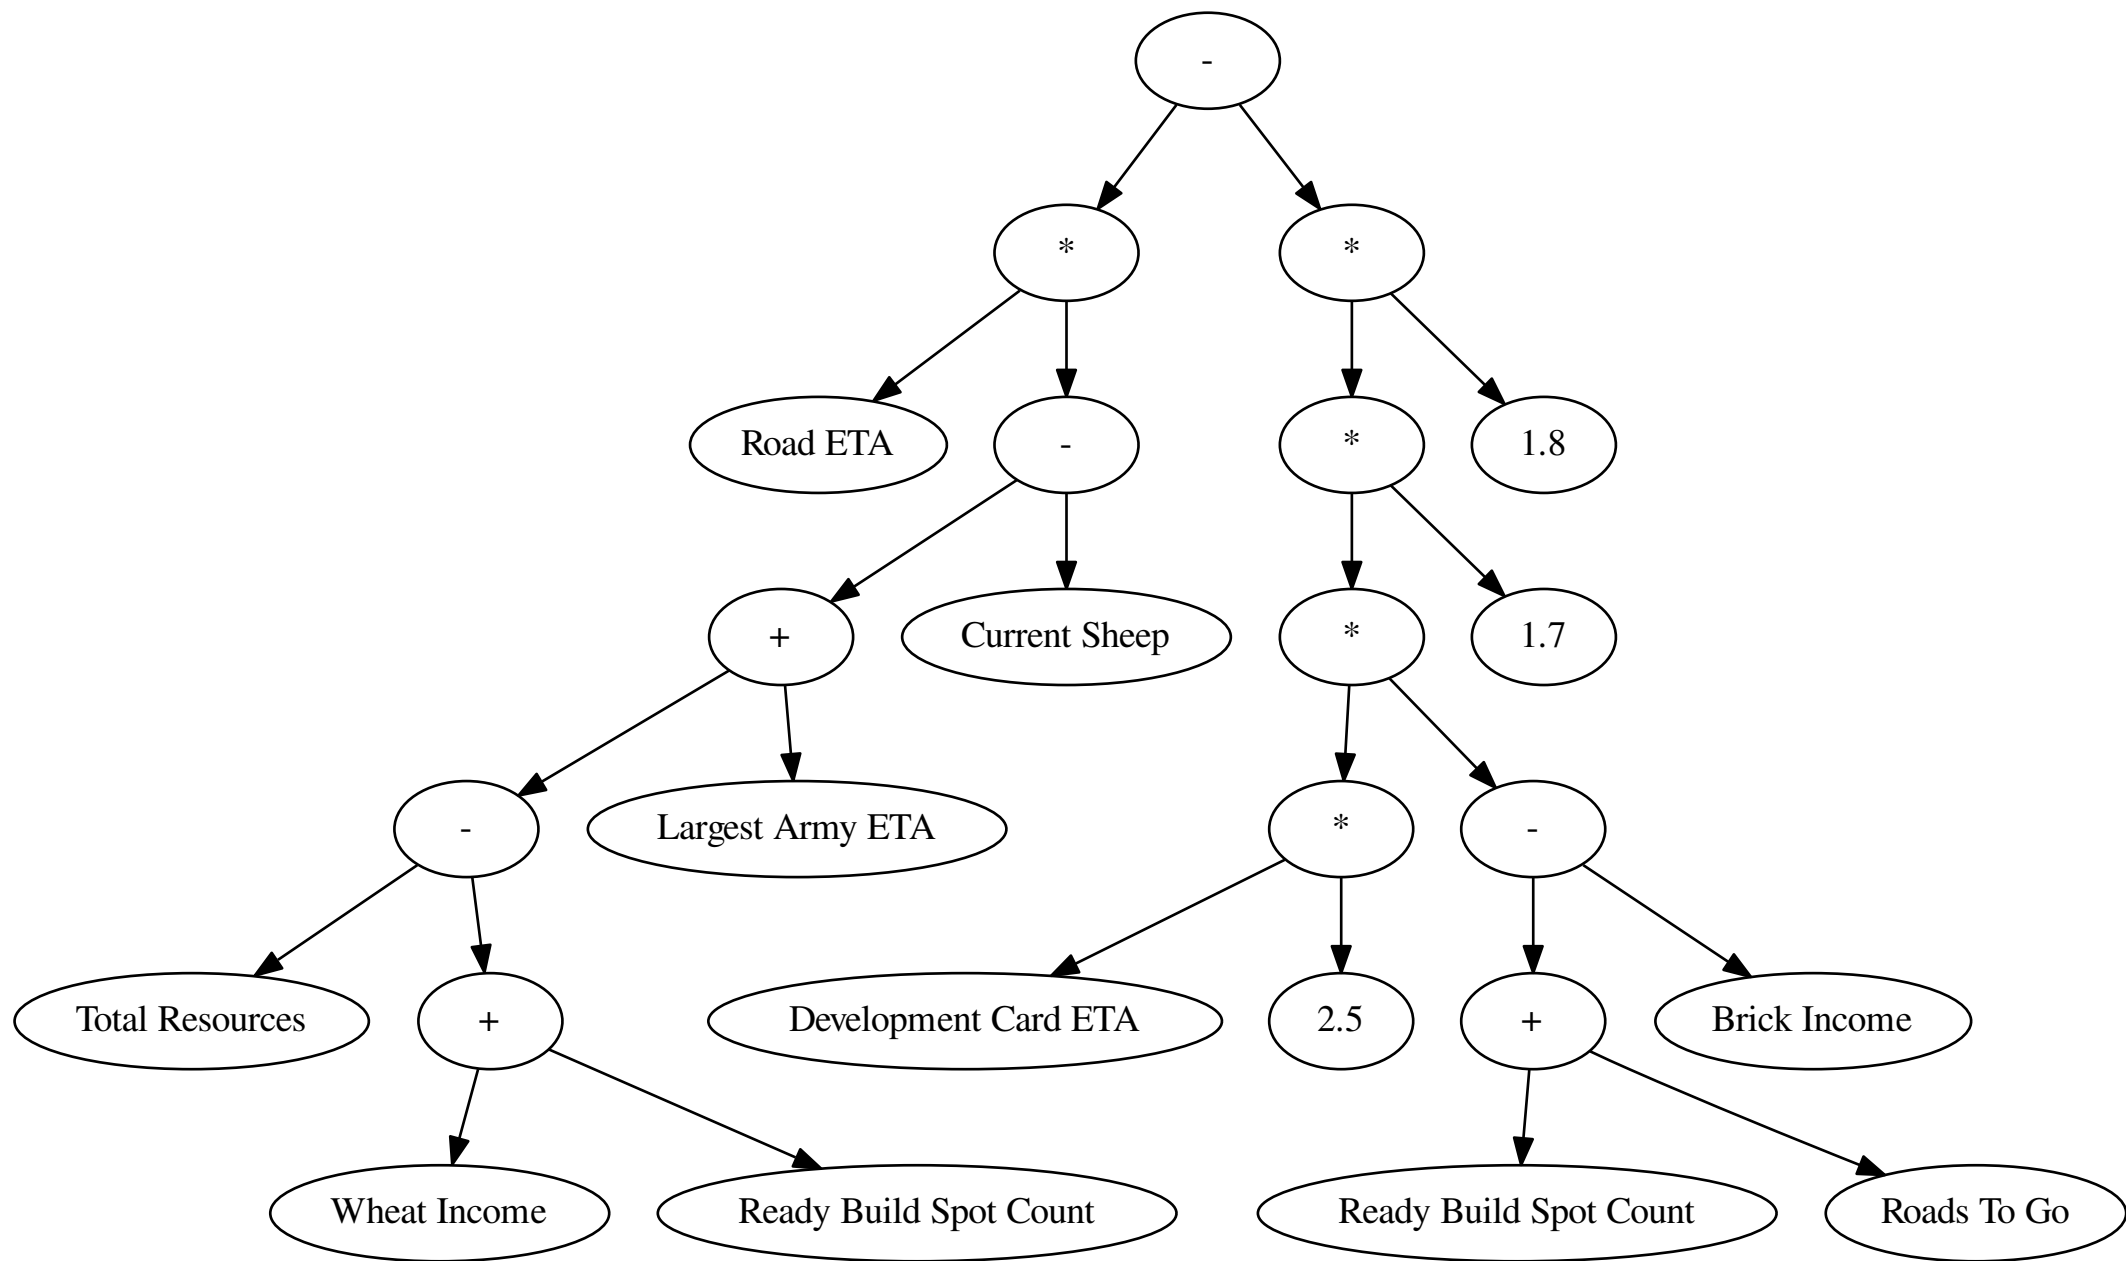 -
*
*
Road ETA
-
*
1.8
+
Current Sheep
*
1.7
-
Largest Army ETA
*
-
Total Resources
+
Development Card ETA
2.5
+
Brick Income
Wheat Income
Ready Build Spot Count
Ready Build Spot Count
Roads To Go